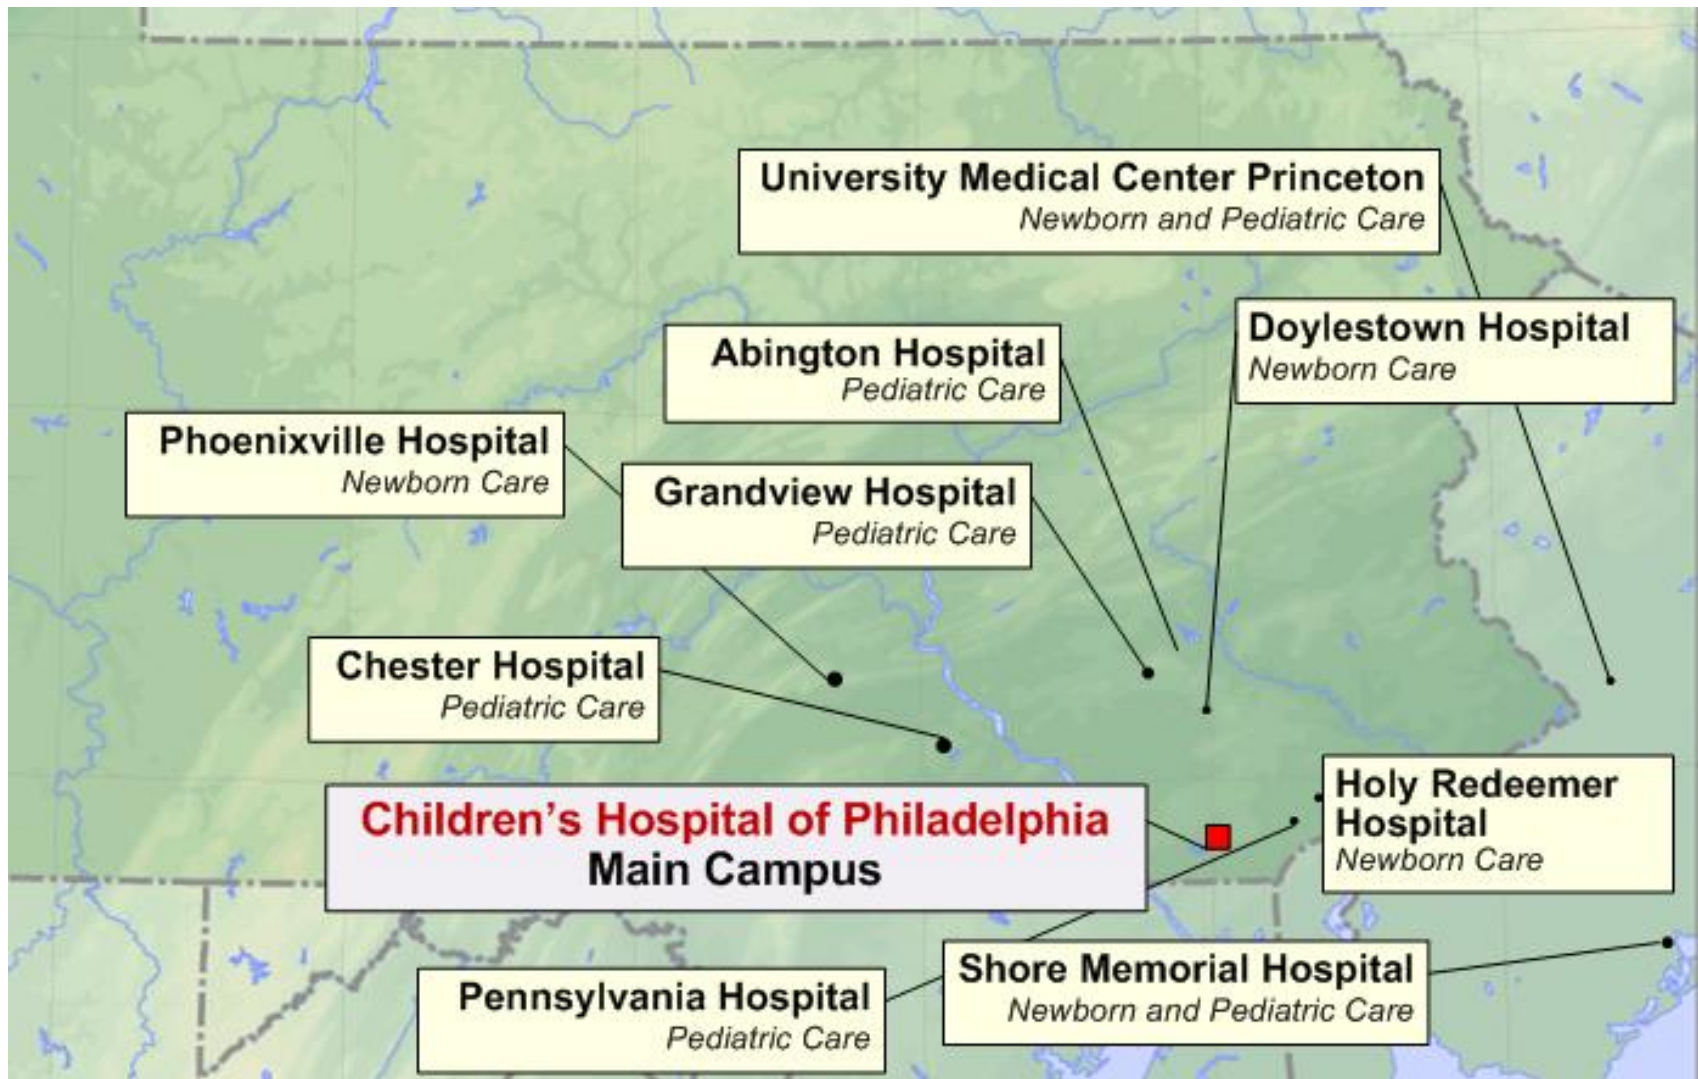 University Medical Center Princeton
Newborn and Pediatric Care
Doylestown Hospital
Newborn Care
Abington Hospital
Pediatric Care
Phoenixville Hospital
Newborn Care
Grandview Hospital
Pediatric Care
Chester Hospital
Pediatric Care
Children’s Hospital of Philadelphia
Main Campus
Holy Redeemer
Hospital
Newborn Care
Shore Memorial Hospital
Newborn and Pediatric Care
Pennsylvania Hospital
Pediatric Care